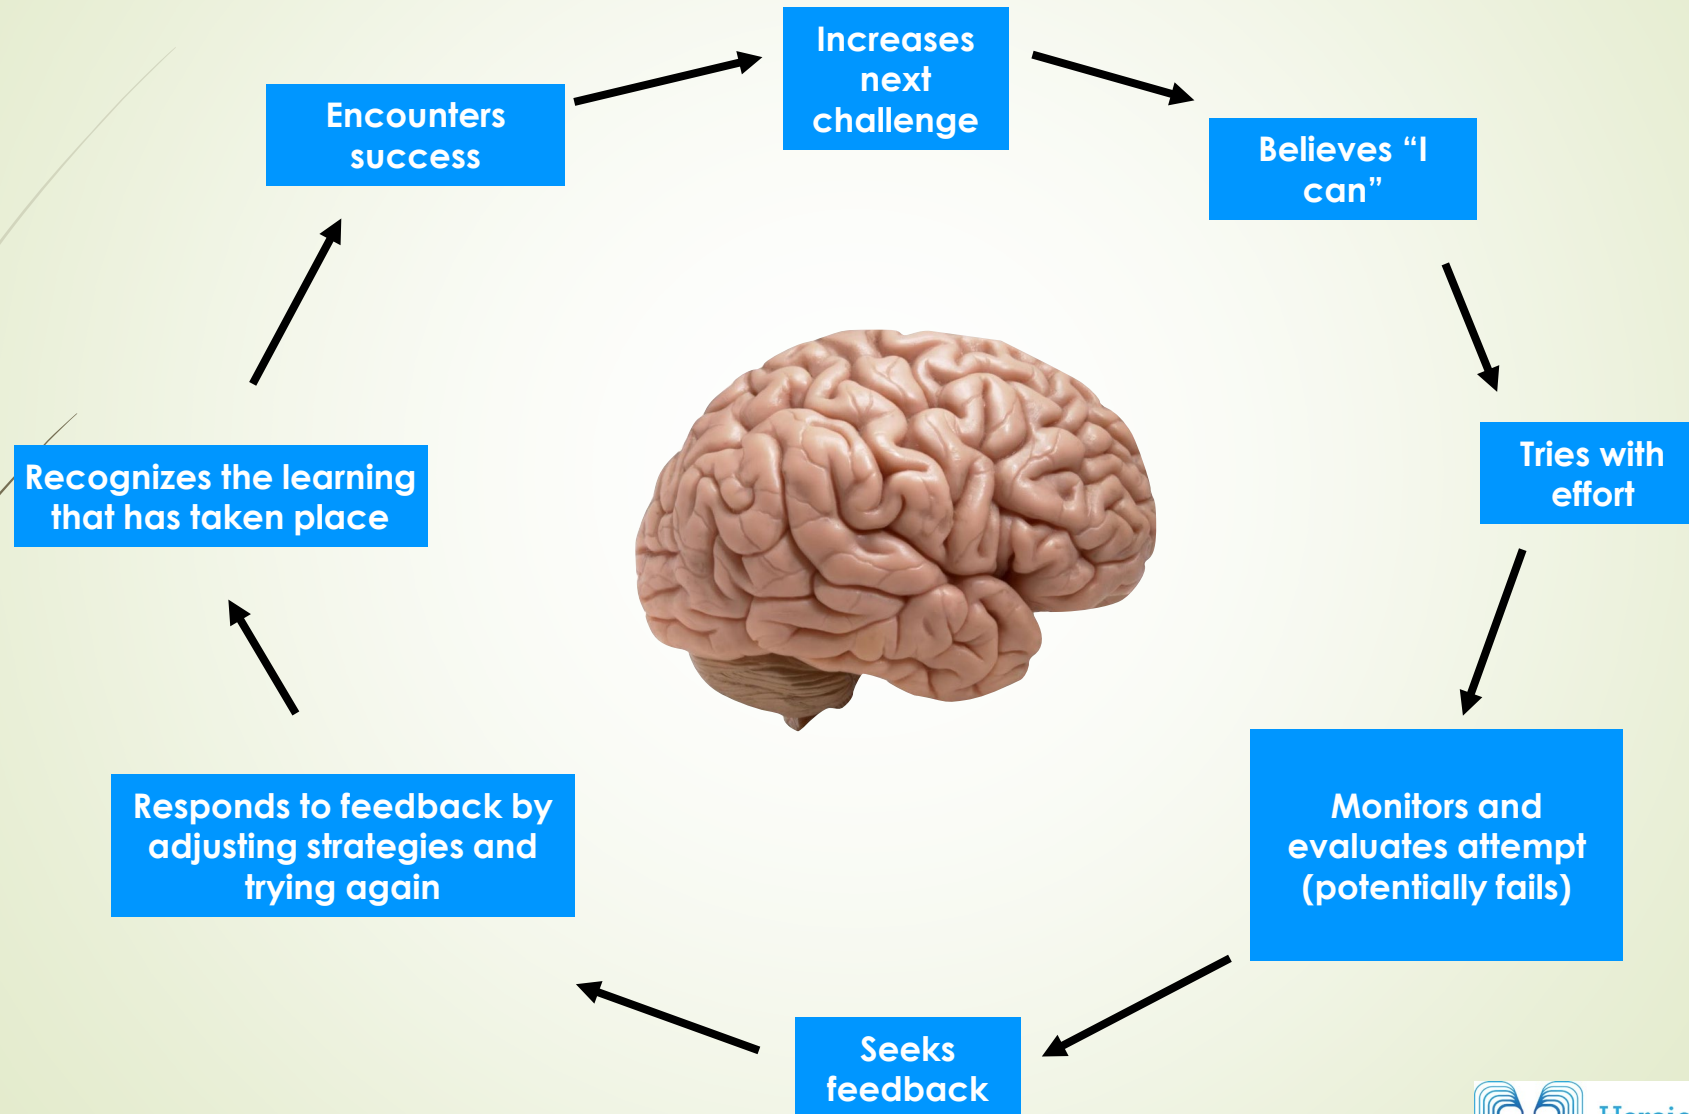 Increases
next
challenge
Believes “I
can”
Tries with
effort
Monitors and
evaluates attempt
(potentially fails)
Seeks
feedback
Responds to feedback by
adjusting strategies and
trying again
Recognizes the learning
that has taken place
Encounters
success